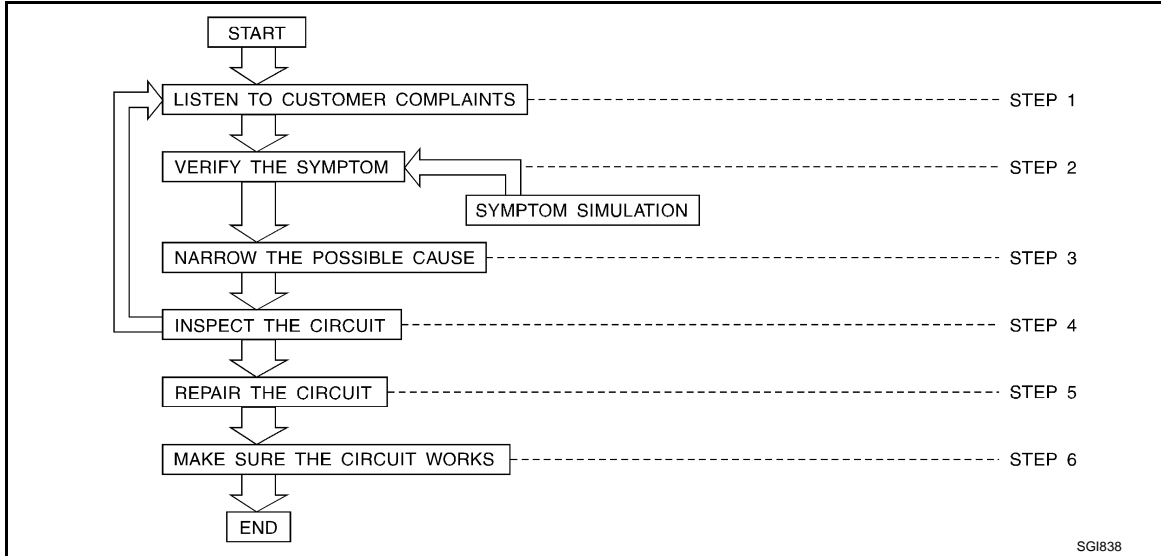 START
LISTEN TO CUSTOMER COMPLAINTS STEP 1
VERIFY THE SYMPTOM STEP 2
SYMPTOM SIMULATION
NARROW THE POSSIBLE CAUSE STEP 3
INSPECT THE CIRCUIT STEP 4
REPAIR THE CIRCUIT STEP 5
MAKE SURE THE CIRCUIT WORKS STEP 6
END
SGI838